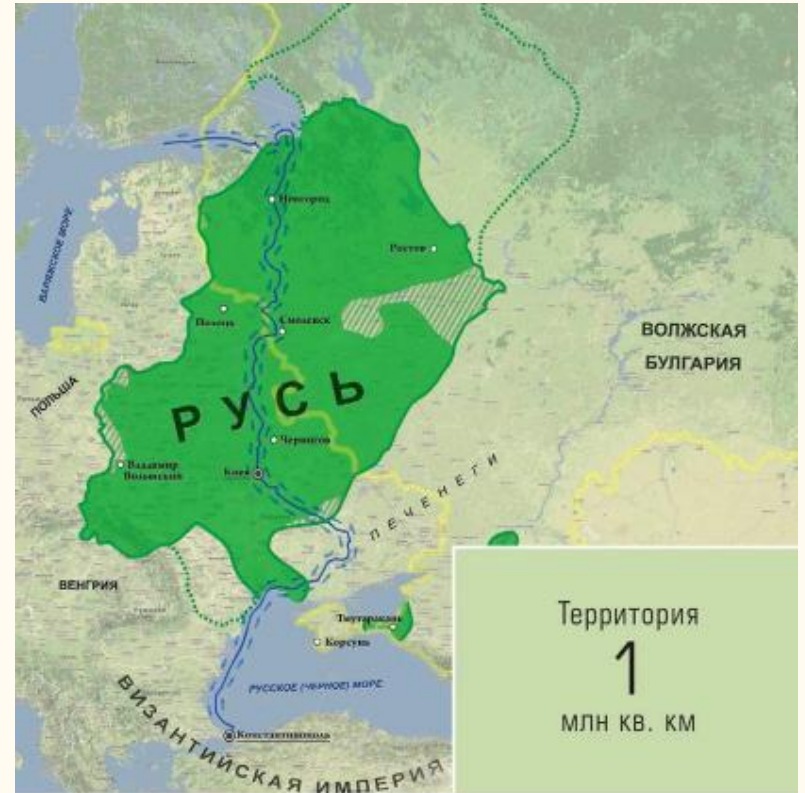 Новгород
Ростов
ВАРЯЖСКОЕ МОРЕ
Полоцк
Смоленск
ВОЛЖСКАЯ
БУЛГАРИЯ
ПОЛЬША
РУСЬ
Чернигов
Владимир
Волынский
Киев
ПЕЧЕНЕГИ
ВЕНГРИЯ
Тмутаракань
Корсунь
РУССКОЕ (ЧЕРНОЕ) МОРЕ
Константинополь
ВИЗАНТИЙСКАЯ ИМПЕРИЯ
Территория
1
МЛН КВ. КМ